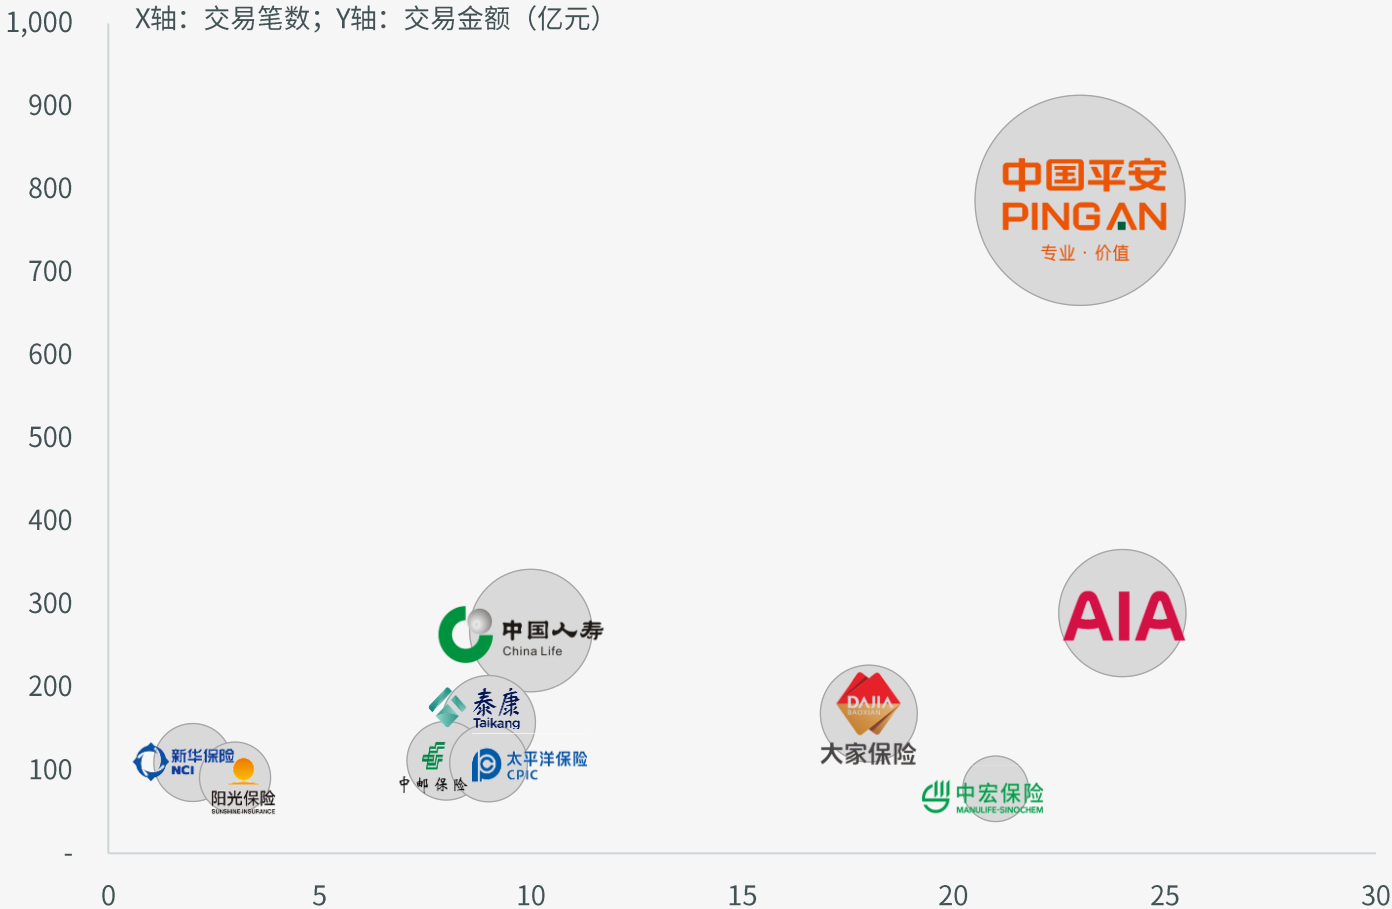 X轴：交易笔数；Y轴：交易金额（亿元）
1,000
900
800
700
600
500
400
300
200
100
-
中国平安
PING AN
专业·价值
AIA
中国人寿
China Life
泰康
Taikang
DAJIA
BAOXIAN
大家保险
新华保险
NCI
阳光保险
SUNSHINE INSURANCE
中邮保险
太平洋保险
CPIC
中宏保险
MANULIFE-SINOCHEM
0
5
10
15
20
25
30